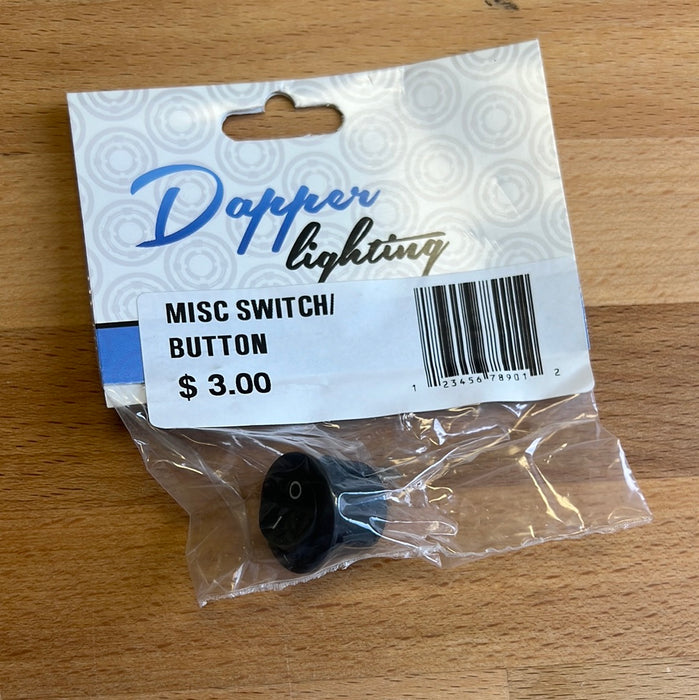 Dapper
lighting
MISC SWITCH/
BUTTON
$ 3.00
1 23456 78901 2
O